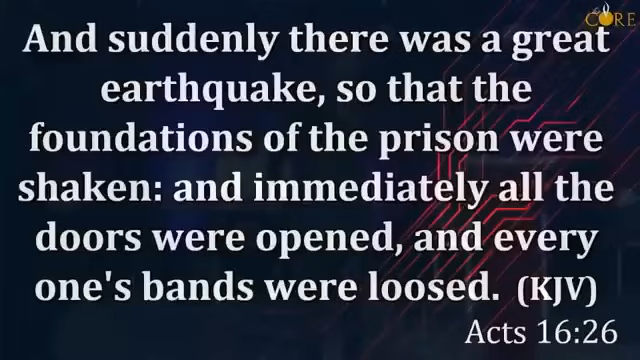 CORE
And suddenly there was a great
earthquake, so that the
foundations of the prison were
shaken: and immediately all the
doors were opened, and every
one's bands were loosed. (KJV)
Acts 16:26